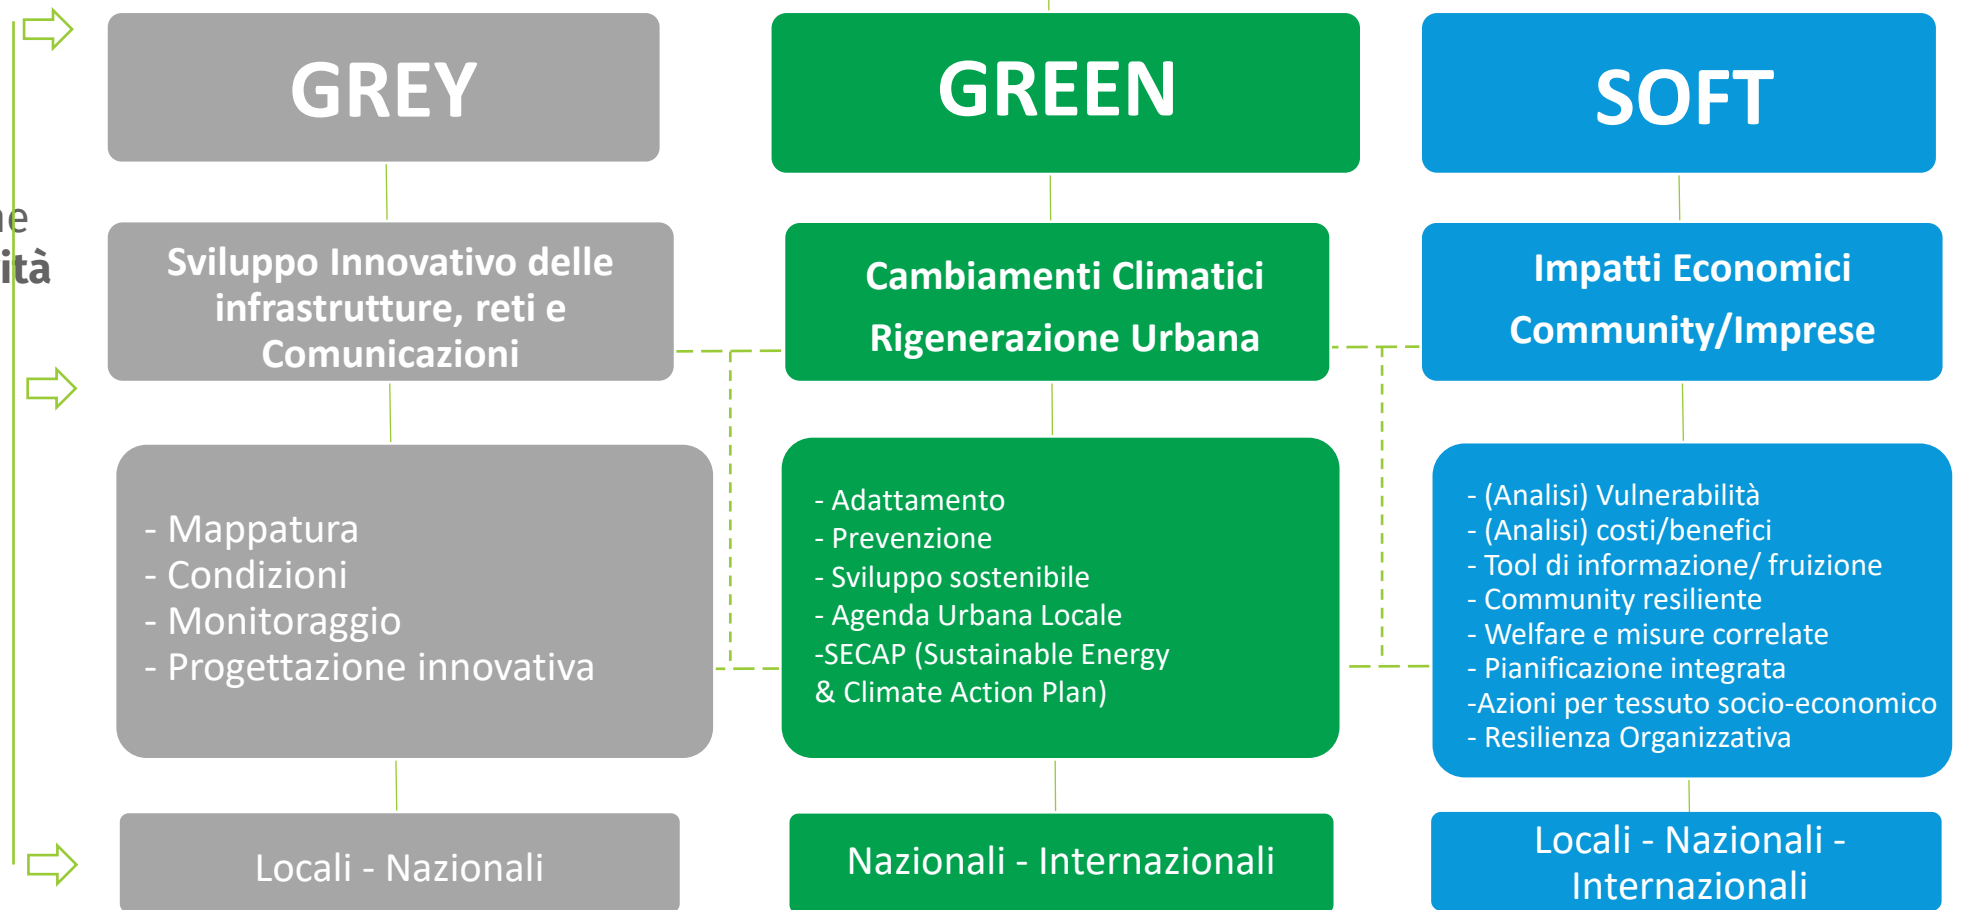 GREY
GREEN
SOFT
ità
Sviluppo Innovativo delle
infrastrutture, reti e
Comunicazioni
Cambiamenti Climatici
Rigenerazione Urbana
Impatti Economici
Community/Imprese
- Mappatura
- Condizioni
- Monitoraggio
- Progettazione innovativa
- Adattamento
- Prevenzione
- Sviluppo sostenibile
- Agenda Urbana Locale
-SECAP (Sustainable Energy
& Climate Action Plan)
- (Analisi) Vulnerabilità
- (Analisi) costi/benefici
- Tool di informazione/ fruizione
- Community resiliente
- Welfare e misure correlate
- Pianificazione integrata
-Azioni per tessuto socio-economico
- Resilienza Organizzativa
Locali - Nazionali
Nazionali - Internazionali
Locali - Nazionali -
Internazionali